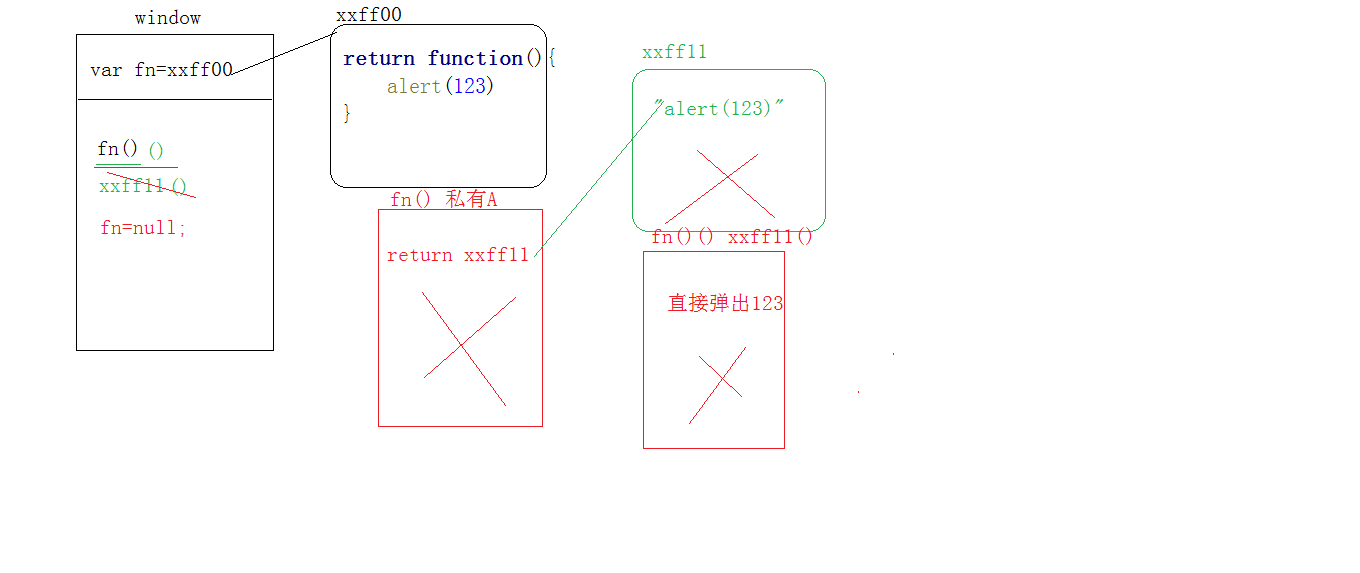 window
var fn=xxff00
fn()()
xxff11()
fn=null;
xxff00
return function(){
alert(123)
}
fn() 私有A
return xxff11
xxff11
"alert(123)"
fn()() xxff11()
直接弹出123